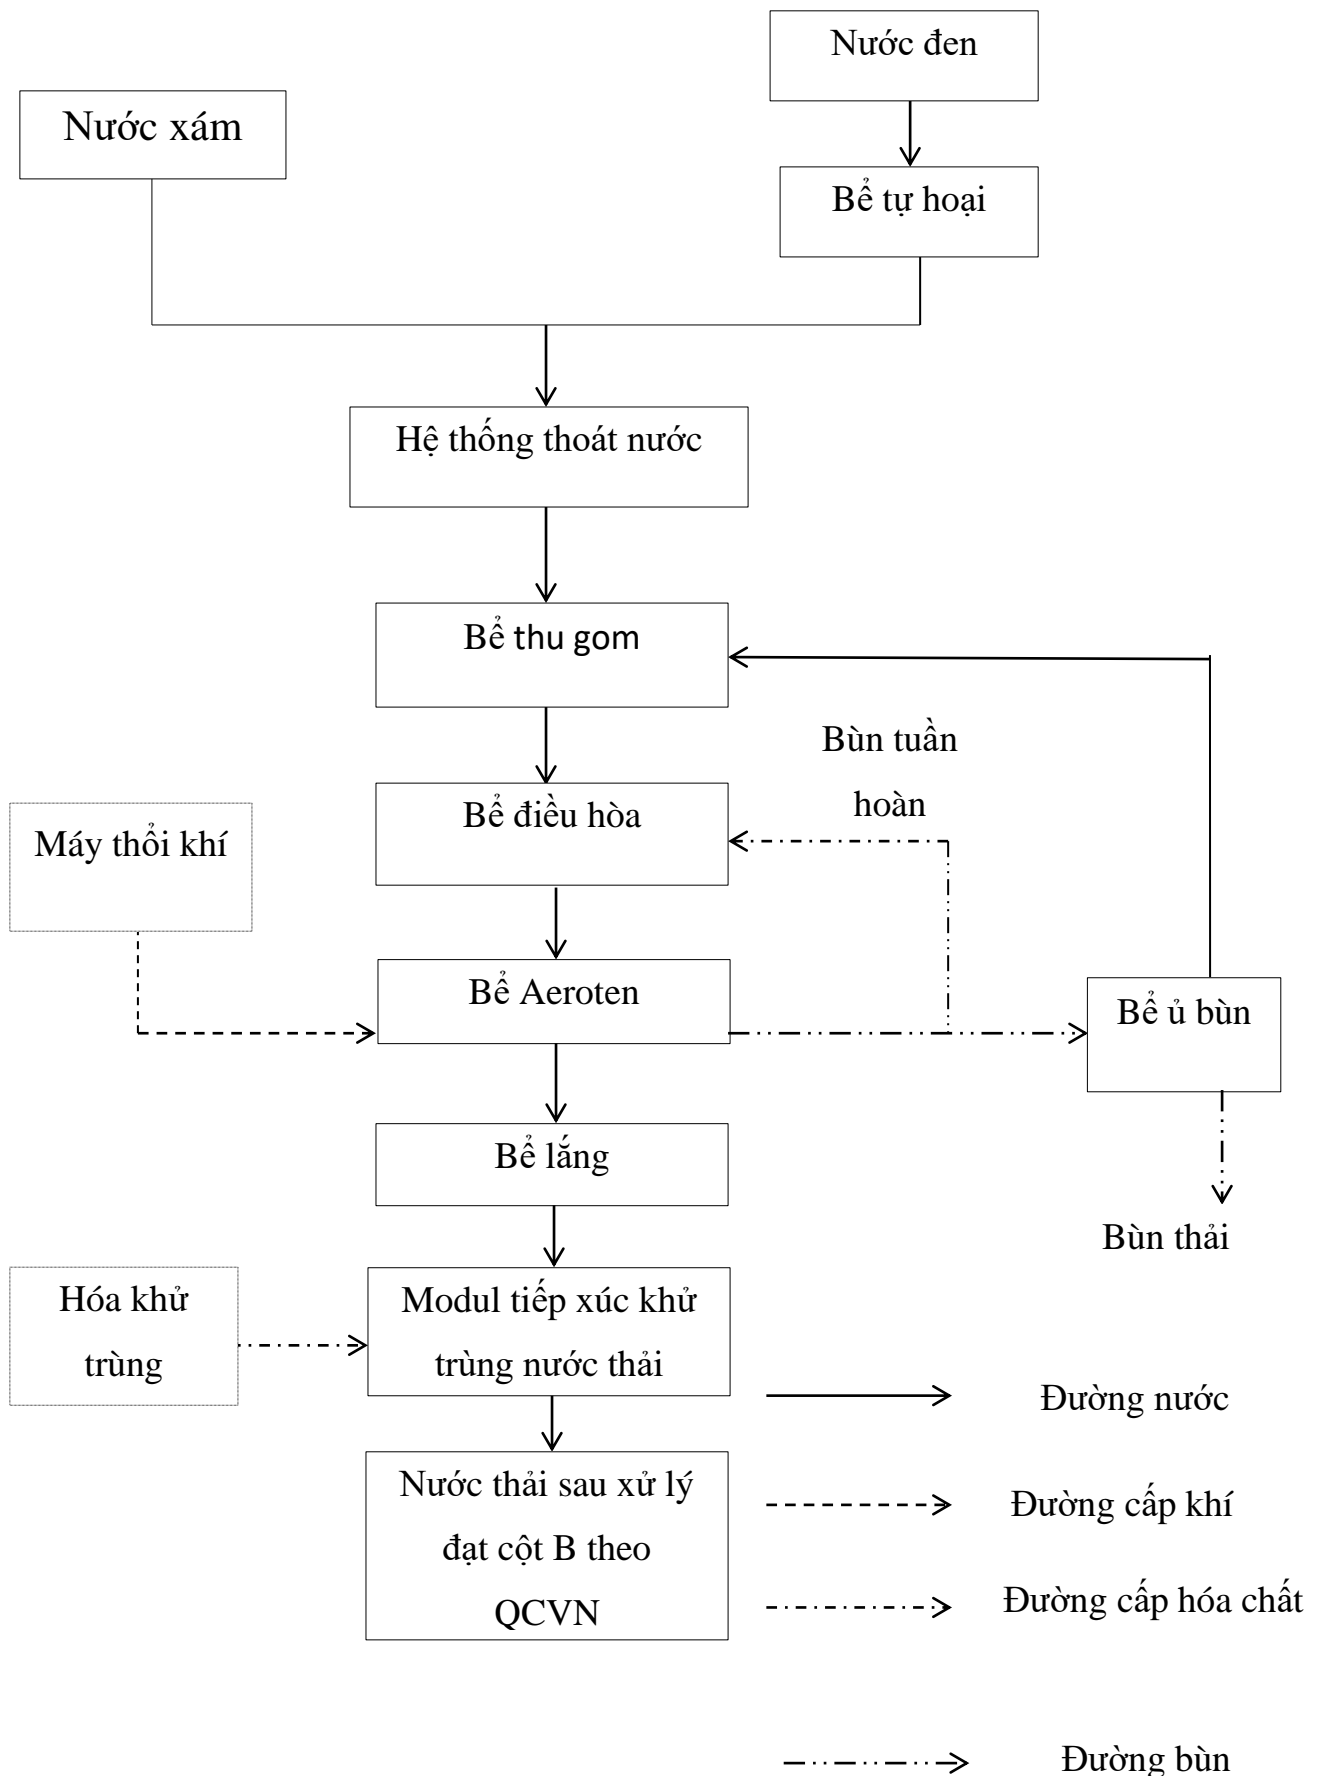 Nước đen
Nước xám
Bể tự hoại
Hệ thống thoát nước
Bể thu gom
Bùn tuần
hoàn
Bể điều hòa
Máy thổi khí
Bể Aeroten
Bể ủ bùn
Bể lắng
Bùn thải
Hóa khử
trùng
Modul tiếp xúc khử
trùng nước thải
Đường nước
Nước thải sau xử lý
đạt cột B theo
QCVN
Đường cấp khí
Đường cấp hóa chất
Đường bùn